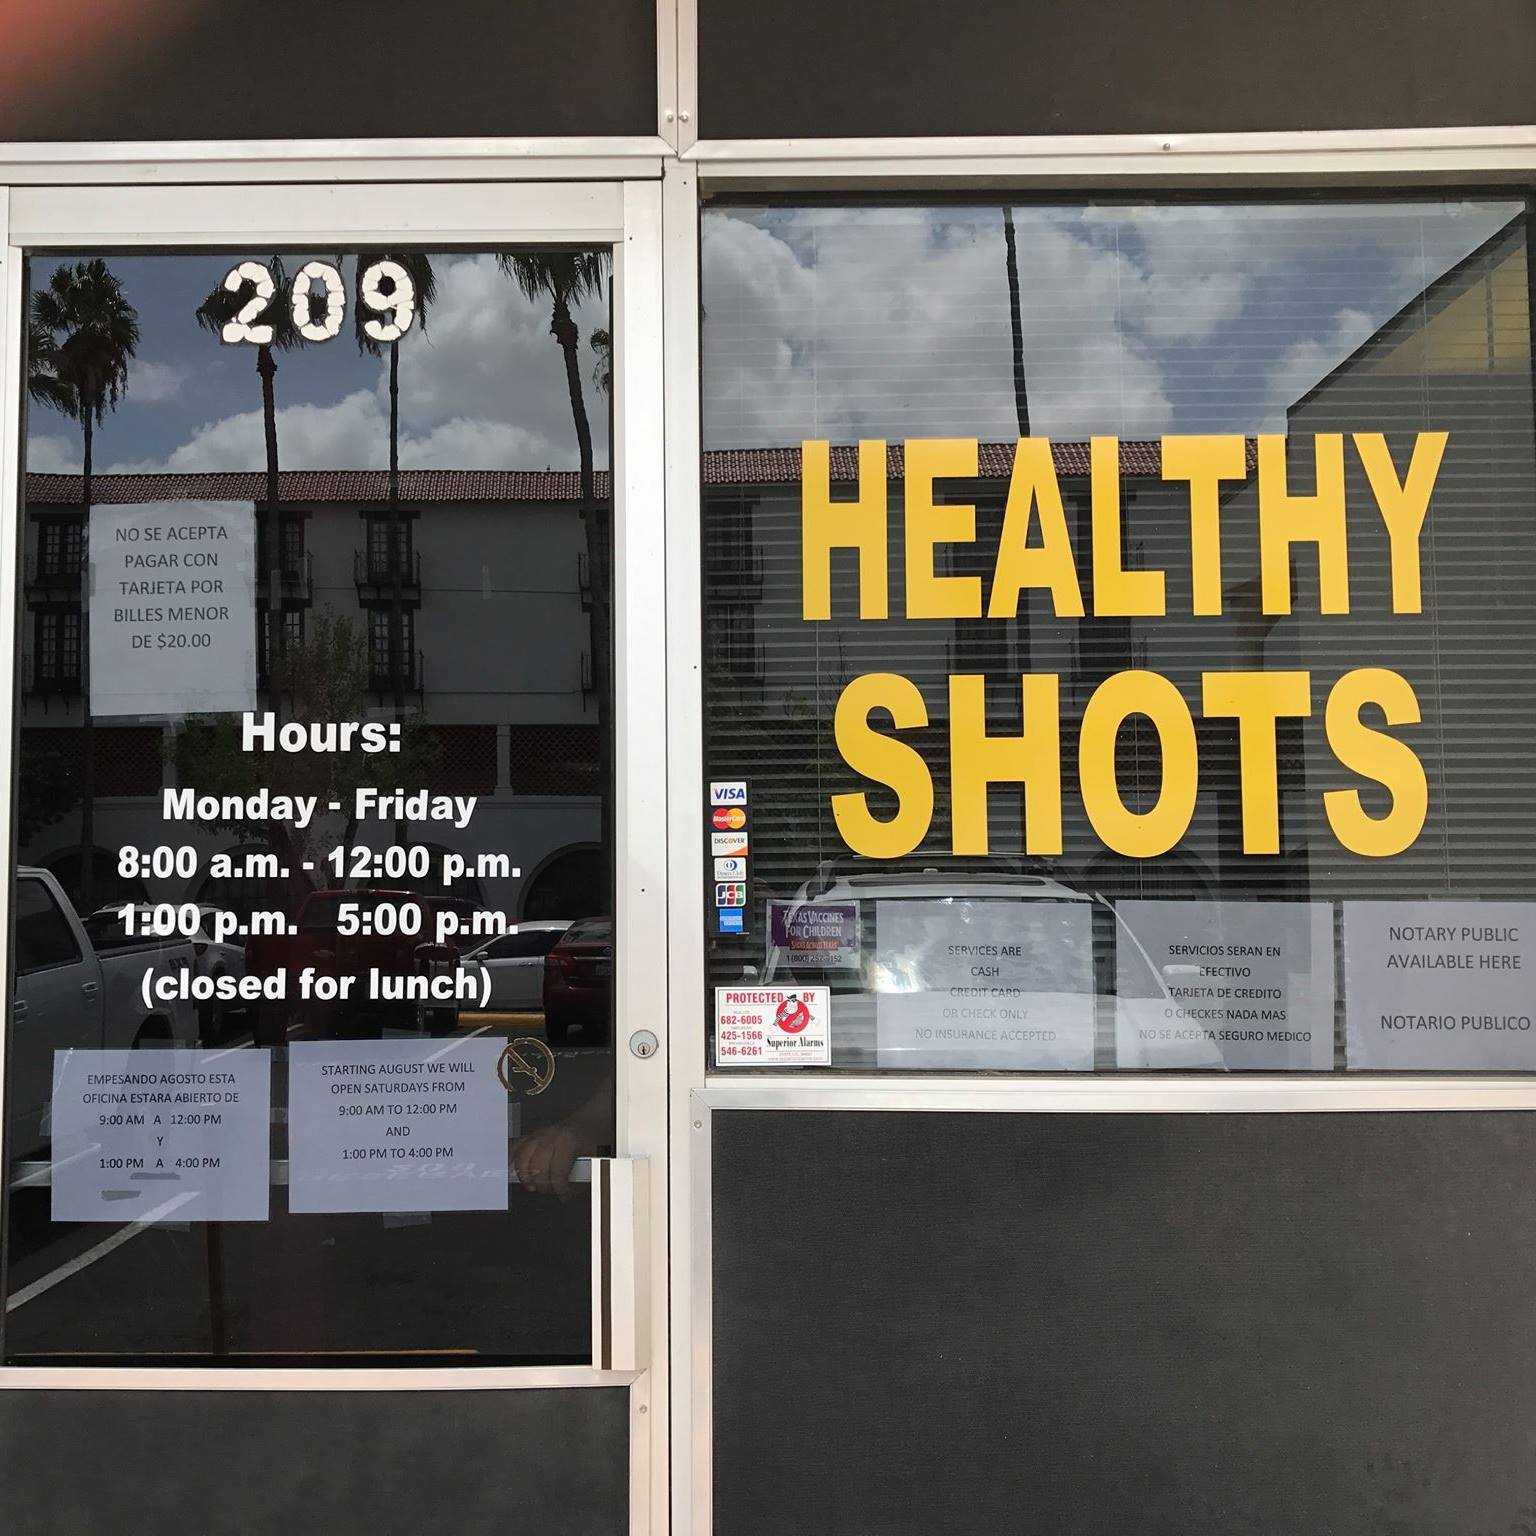 209
NO SE ACEPTA
PAGAR CON
TARJETA POR
BILLES MENOR
DE $20.00
Hours:
Monday - Friday
8:00 a.m. - 12:00 p.m.
1:00 p.m. 5:00 p.m.
(closed for lunch)
EMPESANDO AGOSTO ESTA
OFICINA ESTARA ABIERTO DE
9:00 AM A 12:00 PM
Y
1:00 PM A 4:00 PM
STARTING AUGUST WE WILL
OPEN SATURDAYS FROM
9:00 AM TO 12:00 PM
AND
1:00 PM TO 4:00 PM
HEALTHY
SHOTS
VISA
MasterCard
DISCOVER
Diners Club
JCB
TEXAS VACCINES
FOR CHILDREN
PROTECTED BY
682-6005
425-1566
546-6261
Superior Alarms
SERVICES ARE
CASH
CREDIT CARD
OR CHECK ONLY
NO INSURANCE ACCEPTED
SERVICIOS SERAN EN
EFECTIVO
TARJETA DE CREDITO
O CHECKES NADA MAS
NO SE ACEPTA SEGURO MEDICO
NOTARY PUBLIC
AVAILABLE HERE
NOTARIO PUBLICO